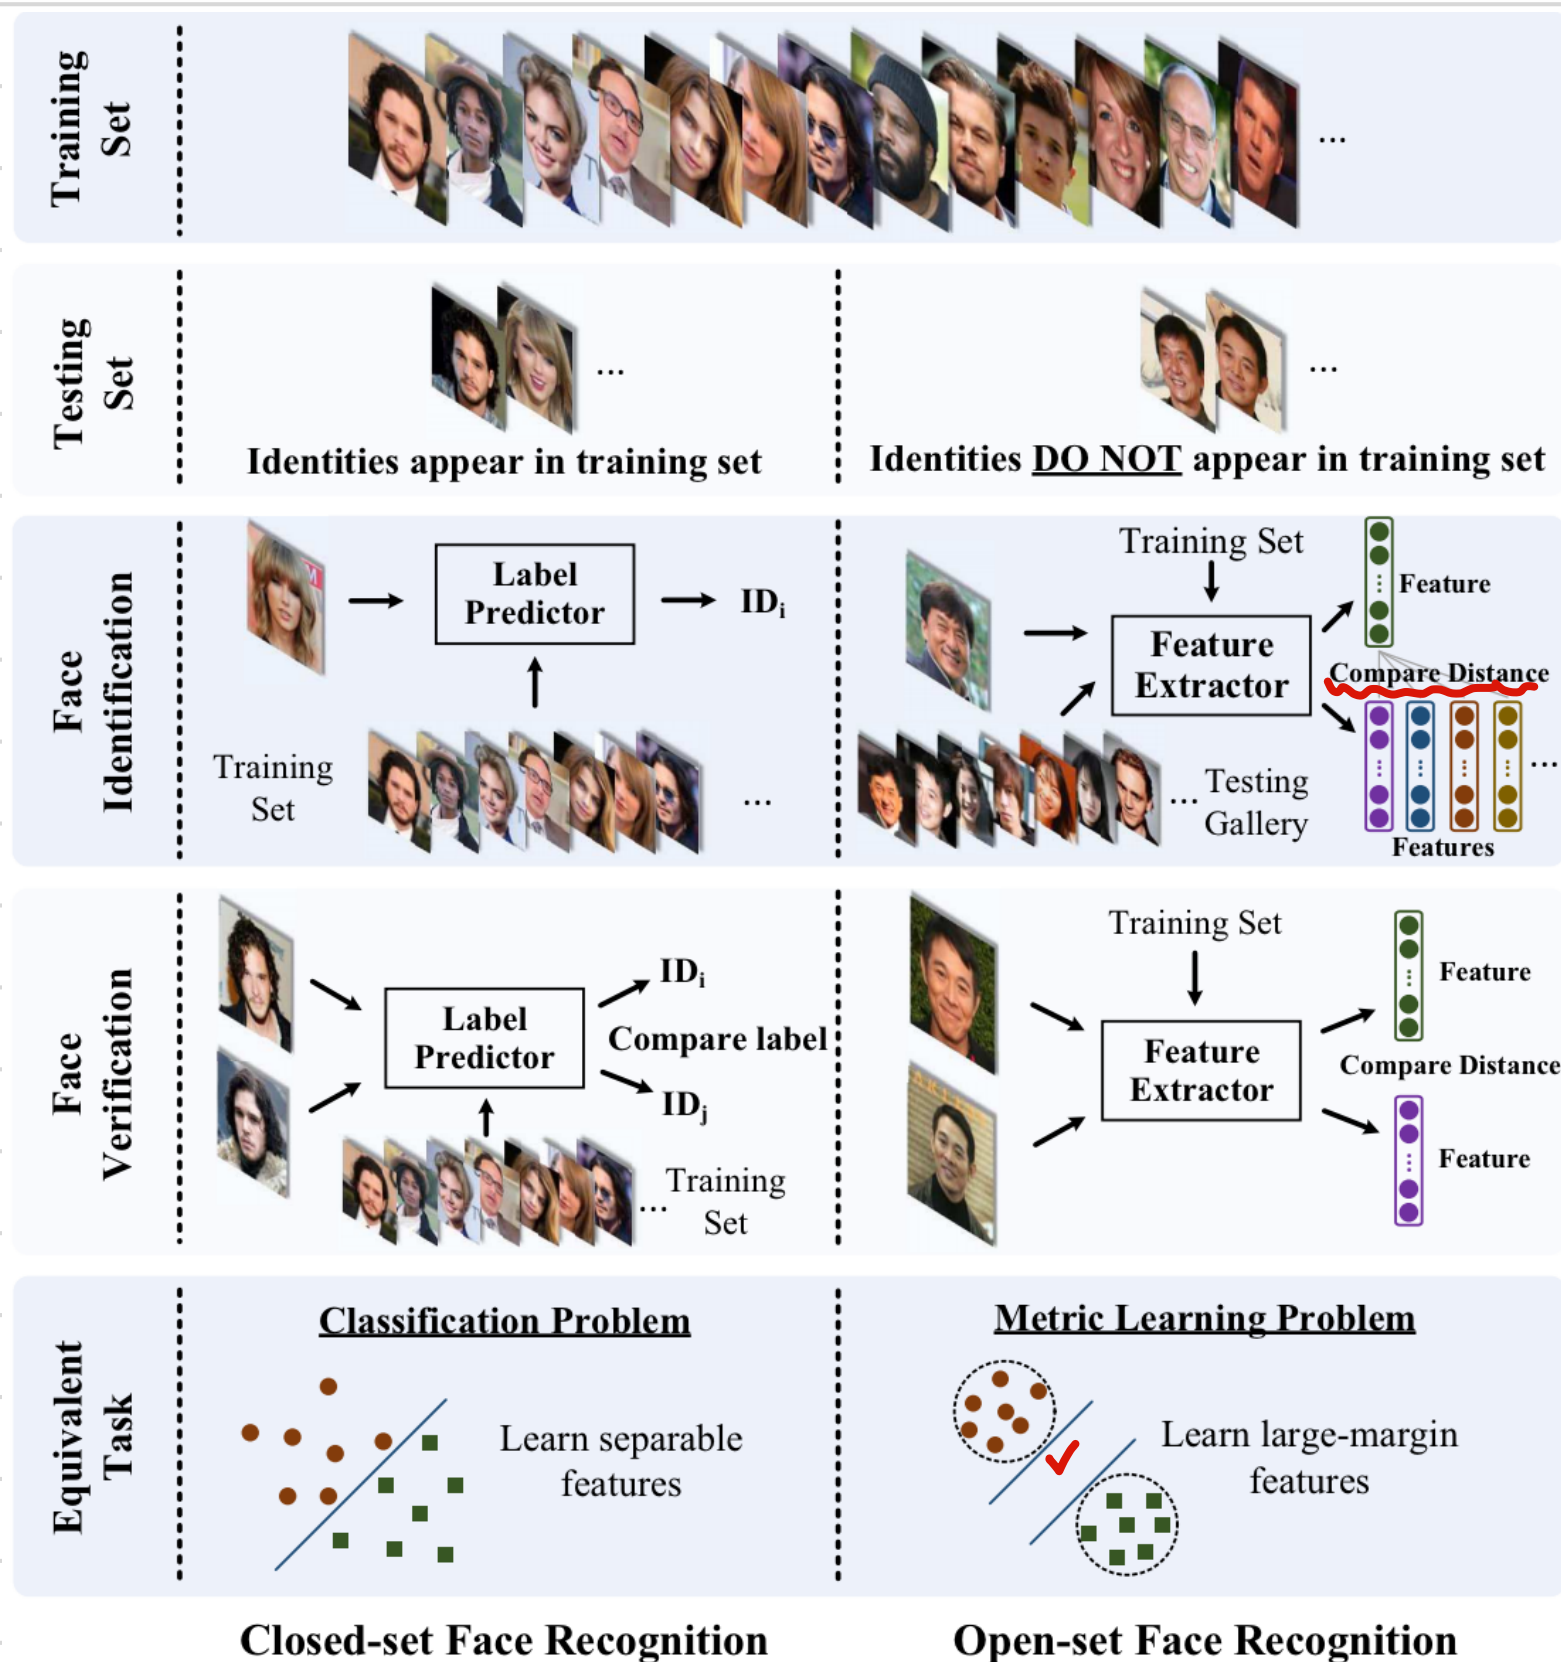 Training
Set
...
Testing
Set
...
Identities appear in training set
...
Identities DO NOT appear in training set
Face
Identification
Label
Predictor
ID_i
Training
Set
...
Training Set
Feature
Extractor
Feature
Compare Distance
...
Testing
Gallery
...
Features
Face
Verification
Label
Predictor
ID_i
Compare label
ID_j
...
Training
Set
Training Set
Feature
Extractor
Feature
Compare Distance
Feature
Equivalent
Task
Classification Problem
Learn separable
features
Metric Learning Problem
Learn large-margin
features
Closed-set Face Recognition
Open-set Face Recognition